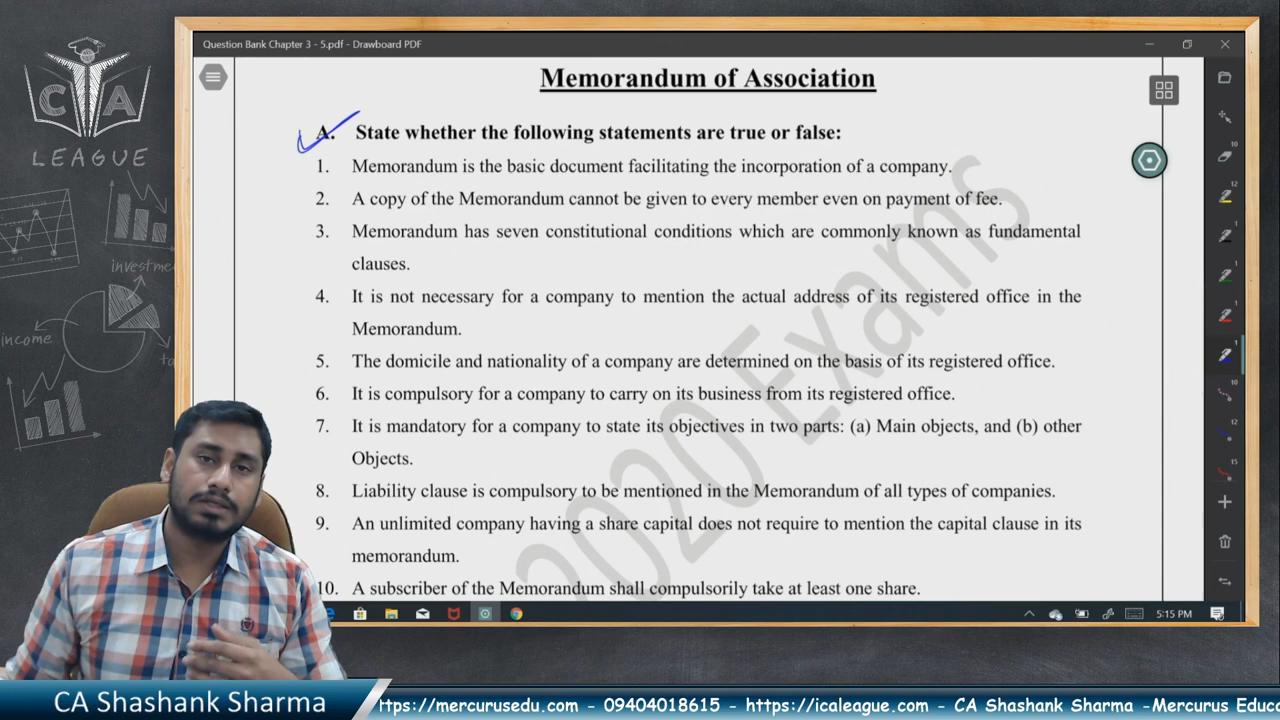 Question Bank Chapter 3 - 5.pdf - Drawboard PDF
CA
LEAGUE
Memorandum of Association
A. State whether the following statements are true or false:
1. Memorandum is the basic document facilitating the incorporation of a company.
2. A copy of the Memorandum cannot be given to every member even on payment of fee.
3. Memorandum has seven constitutional conditions which are commonly known as fundamental
clauses.
4. It is not necessary for a company to mention the actual address of its registered office in the
Memorandum.
5. The domicile and nationality of a company are determined on the basis of its registered office.
6. It is compulsory for a company to carry on its business from its registered office.
7. It is mandatory for a company to state its objectives in two parts: (a) Main objects, and (b) other
Objects.
8. Liability clause is compulsory to be mentioned in the Memorandum of all types of companies.
9. An unlimited company having a share capital does not require to mention the capital clause in its
memorandum.
10. A subscriber of the Memorandum shall compulsorily take at least one share.
2020 Exams
income
5:15 PM
CA Shashank Sharma
ttps://mercurusedu.com - 09404018615 - https://icaleague.com - CA Shashank Sharma -Mercurus Educa